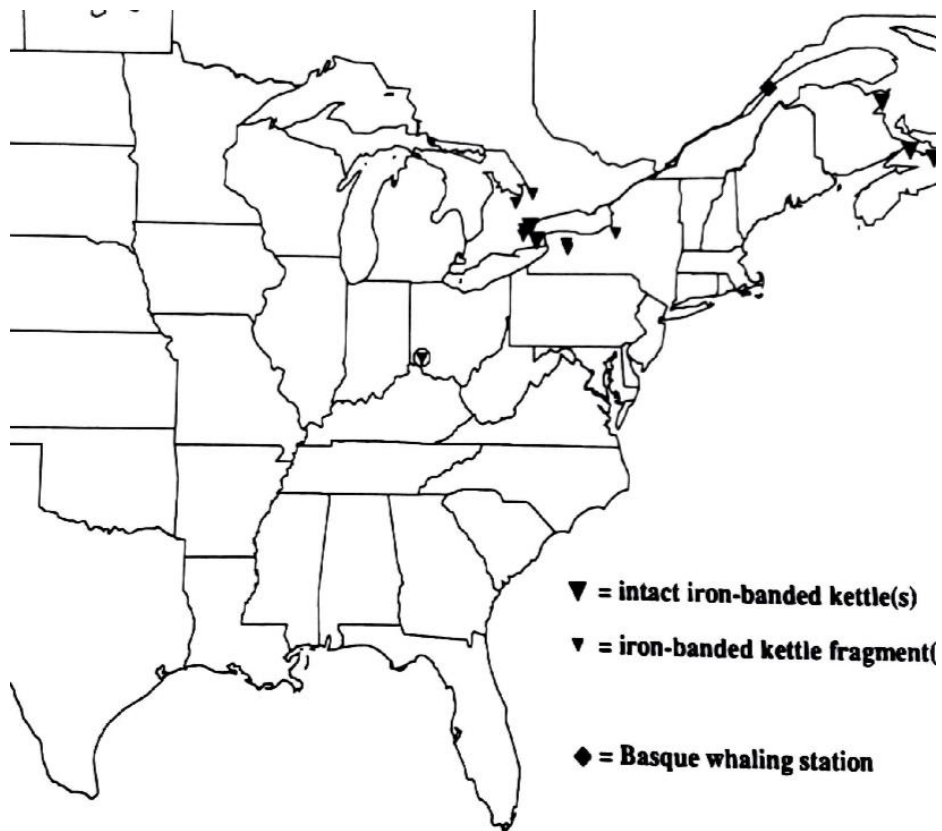 ▼ = intact iron-banded kettle(s)
▼ = iron-banded kettle fragment(
◆ = Basque whaling station